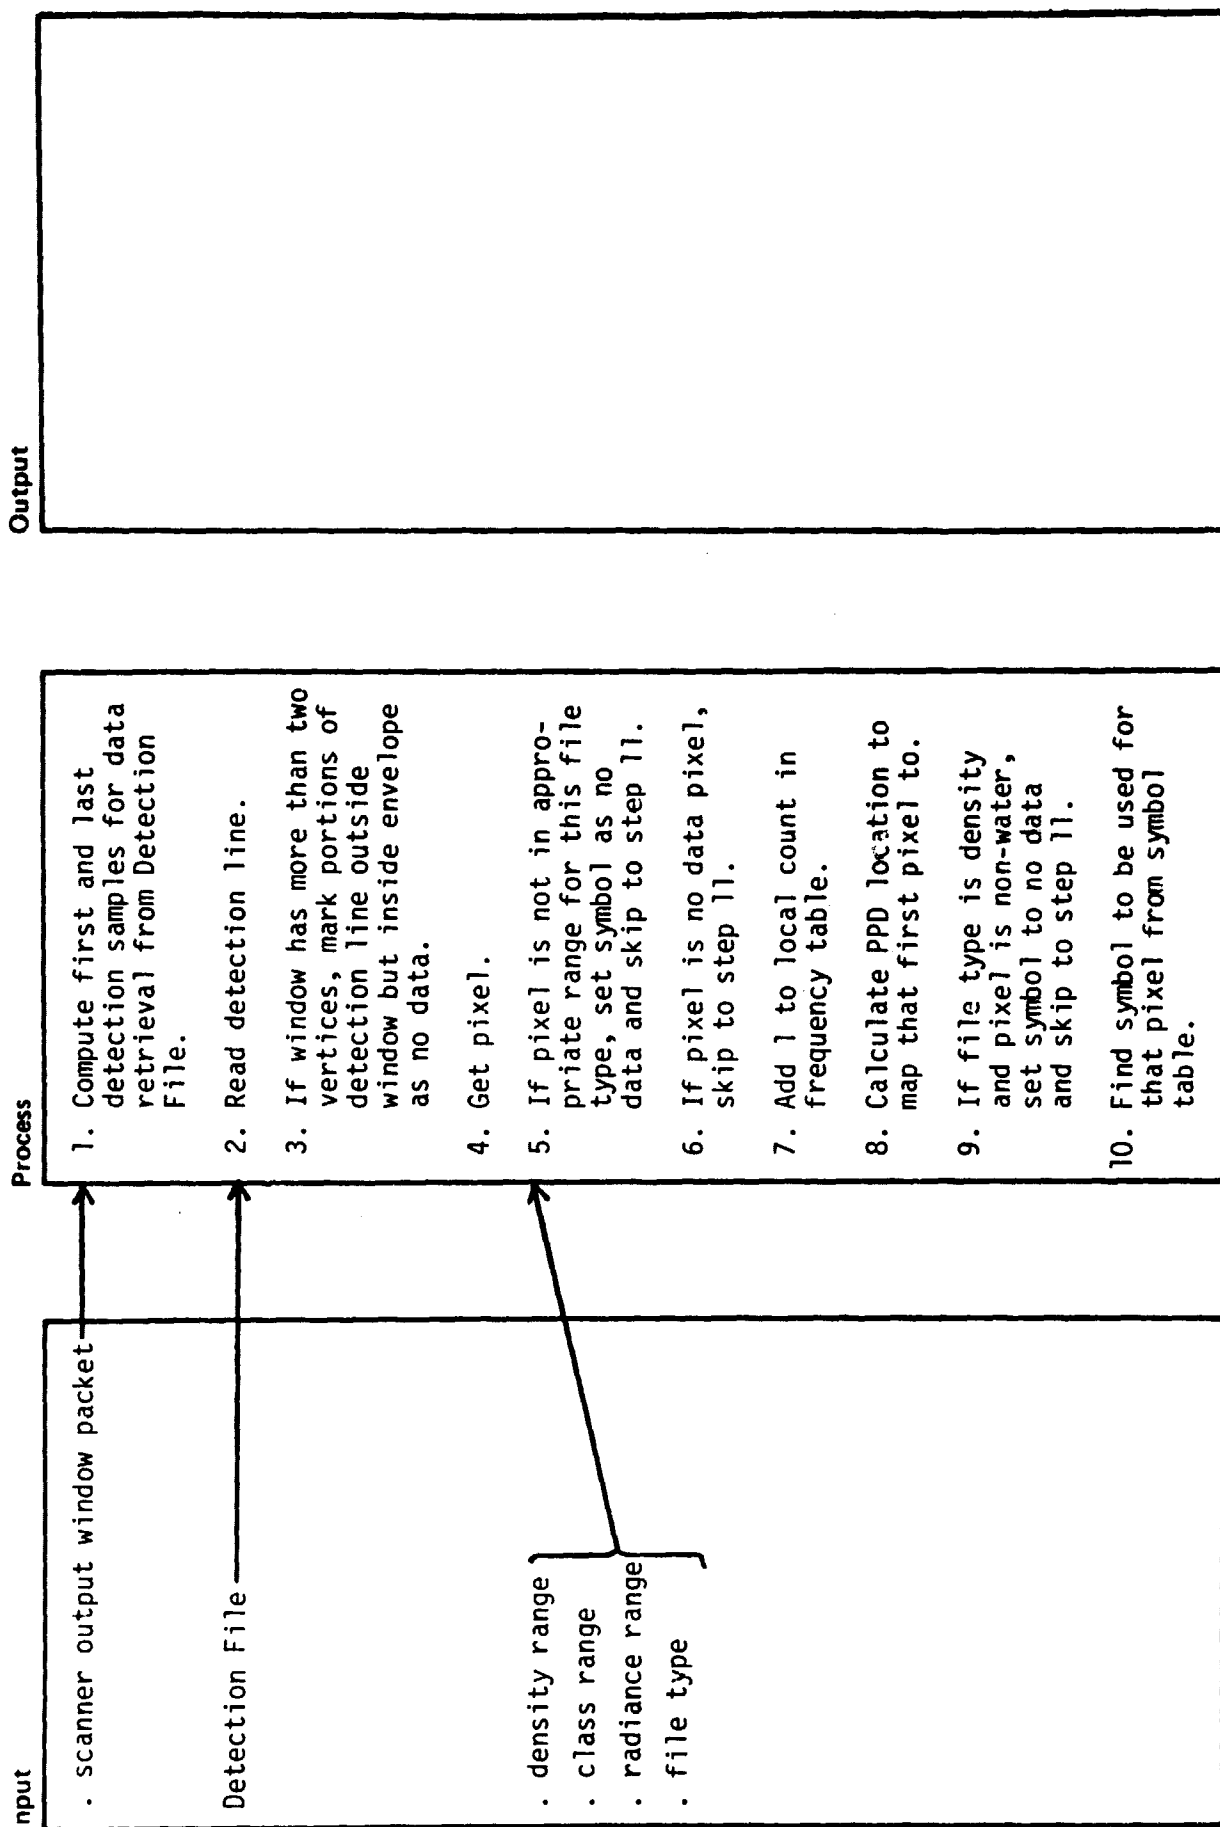 nput
. scanner output window packet
Detection File
. density range
. class range
. radiance range
. file type
Process
1. Compute first and last
detection samples for data
retrieval from Detection
File.
2. Read detection line.
3. If window has more than two
vertices, mark portions of
detection line outside
window but inside envelope
as no data.
4. Get pixel.
5. If pixel is not in appro-
priate range for this file
type, set symbol as no
data and skip to step 11.
6. If pixel is no data pixel,
skip to step 11.
7. Add 1 to local count in
frequency table.
8. Calculate PPD location to
map that first pixel to.
9. If file type is density
and pixel is non-water,
set symbol to no data
and skip to step 11.
10. Find symbol to be used for
that pixel from symbol
table.
Output